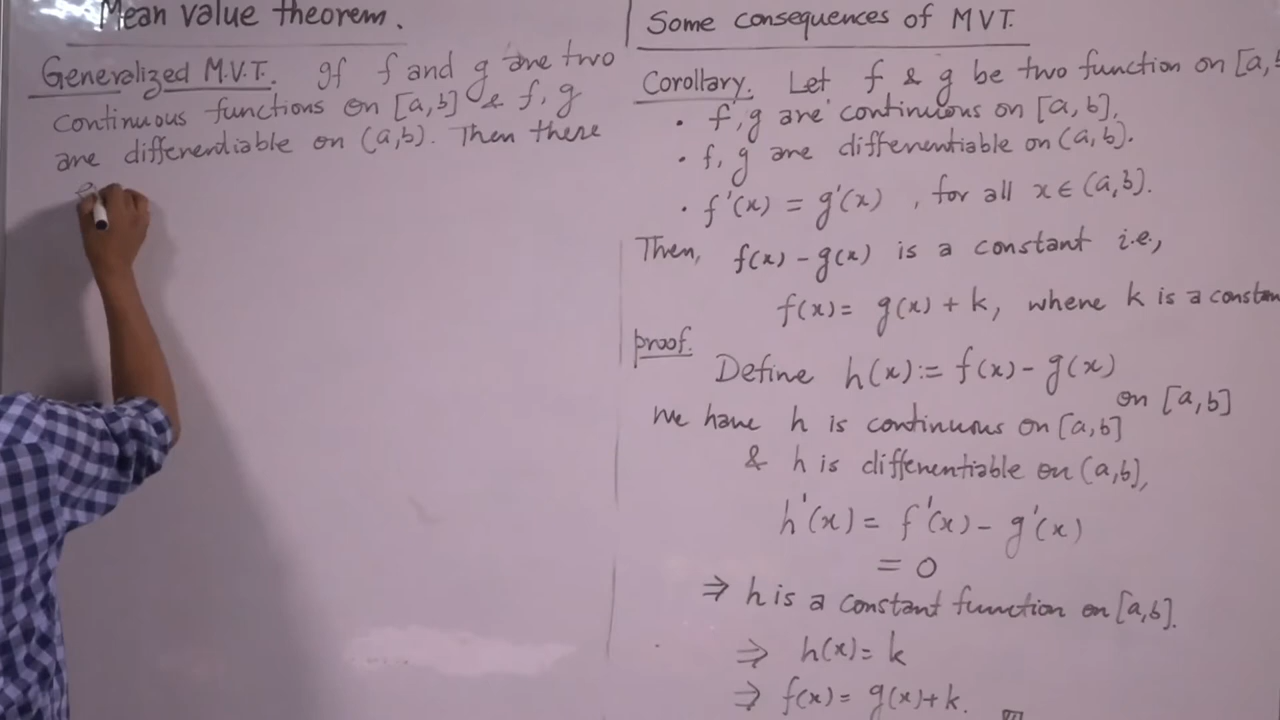 Mean value theorem.
Generalized M.V.T. If f and g are two
continuous functions on [a,b] & f, g
are differentiable on (a,b). Then there
Some consequences of MVT.
Corollary. Let f & g be two function on [a,
• f, g are continuous on [a, b],
• f, g are differentiable on (a, b).
• f'(x) = g'(x) , for all x ∈ (a,b).
Then, f(x) - g(x) is a constant i.e.,
f(x) = g(x) + k, where k is a constan
proof.
Define h(x):= f(x) - g(x)
on [a,b]
We have h is continuous on [a,b]
& h is differentiable on (a,b),
h'(x) = f'(x) - g'(x)
= 0
⇒ h is a constant function on [a,b].
⇒ h(x) = k
⇒ f(x) = g(x)+k.